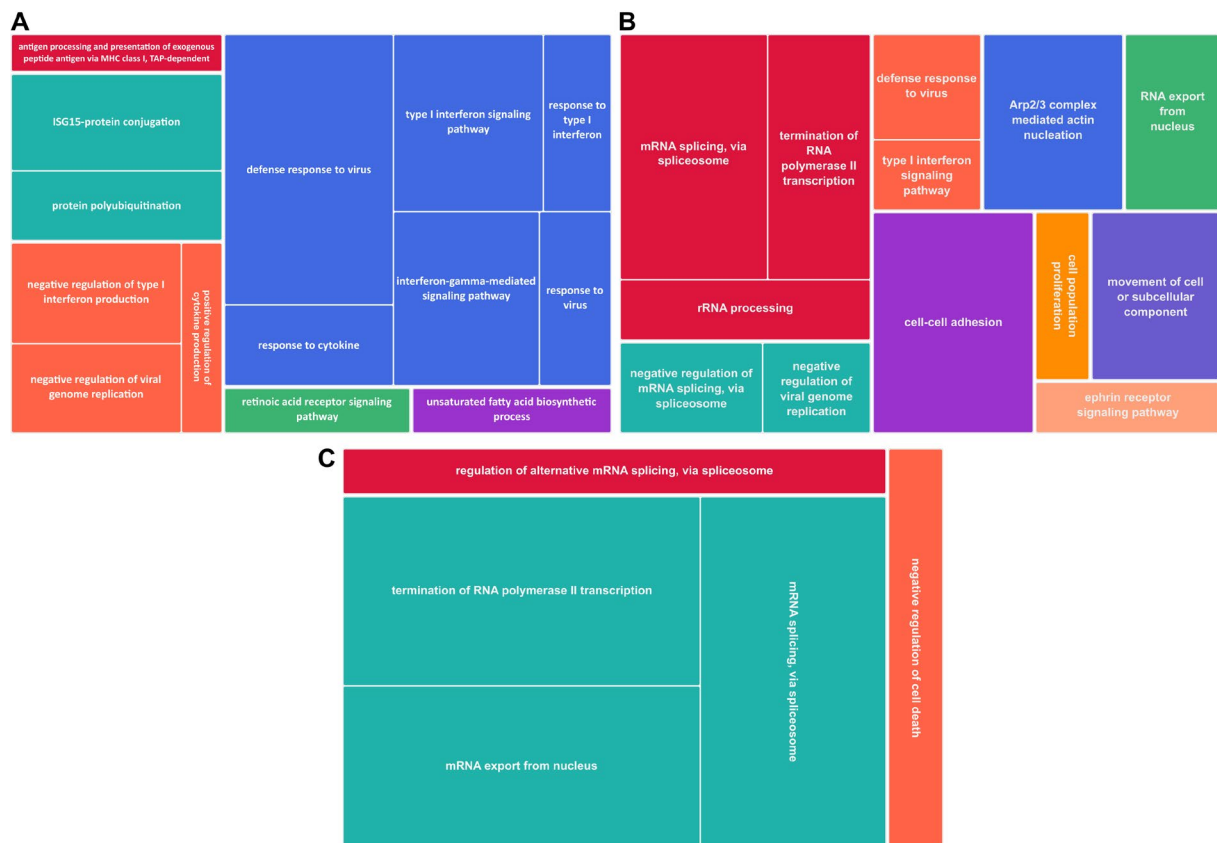 A
antigen processing and presentation of exogenous
peptide antigen via MHC class I, TAP-dependent
ISG15-protein conjugation
protein polyubiquitination
negative regulation of type I
interferon production
negative regulation of viral
genome replication
positive regulation of
cytokine production
defense response to virus
response to cytokine
type I interferon signaling
pathway
response to
type I
interferon
interferon-gamma-mediated
signaling pathway
response to
virus
retinoic acid receptor signaling
pathway
unsaturated fatty acid biosynthetic
process
B
mRNA splicing, via
spliceosome
termination of
RNA
polymerase II
transcription
rRNA processing
negative regulation of
mRNA splicing, via
spliceosome
negative
regulation of
viral genome
replication
defense response
to virus
type I interferon
signaling
pathway
Arp2/3 complex
mediated actin
nucleation
RNA export
from
nucleus
cell-cell adhesion
cell population
proliferation
movement of cell
or subcellular
component
ephrin receptor
signaling pathway
C
regulation of alternative mRNA splicing, via spliceosome
termination of RNA polymerase II transcription
mRNA export from nucleus
mRNA splicing, via spliceosome
negative regulation of cell death